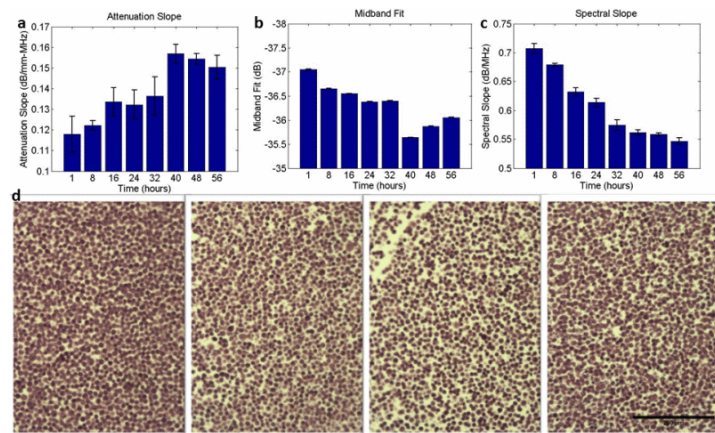 a
Attenuation Slope
Attenuation Slope (dB/mm-MHz)
0.17
0.16
0.15
0.14
0.13
0.12
0.11
0.1
1 8 16 24 32 40 48 56
Time (hours)
b
Midband Fit
Midband Fit (dB)
-38
-37.5
-37
-36.5
-36
-35.5
-35
1 8 16 24 32 40 48 56
Time (hours)
c
Spectral Slope
Spectral Slope (dB/MHz)
0.75
0.7
0.65
0.6
0.55
0.5
1 8 16 24 32 40 48 56
Time (hours)
d